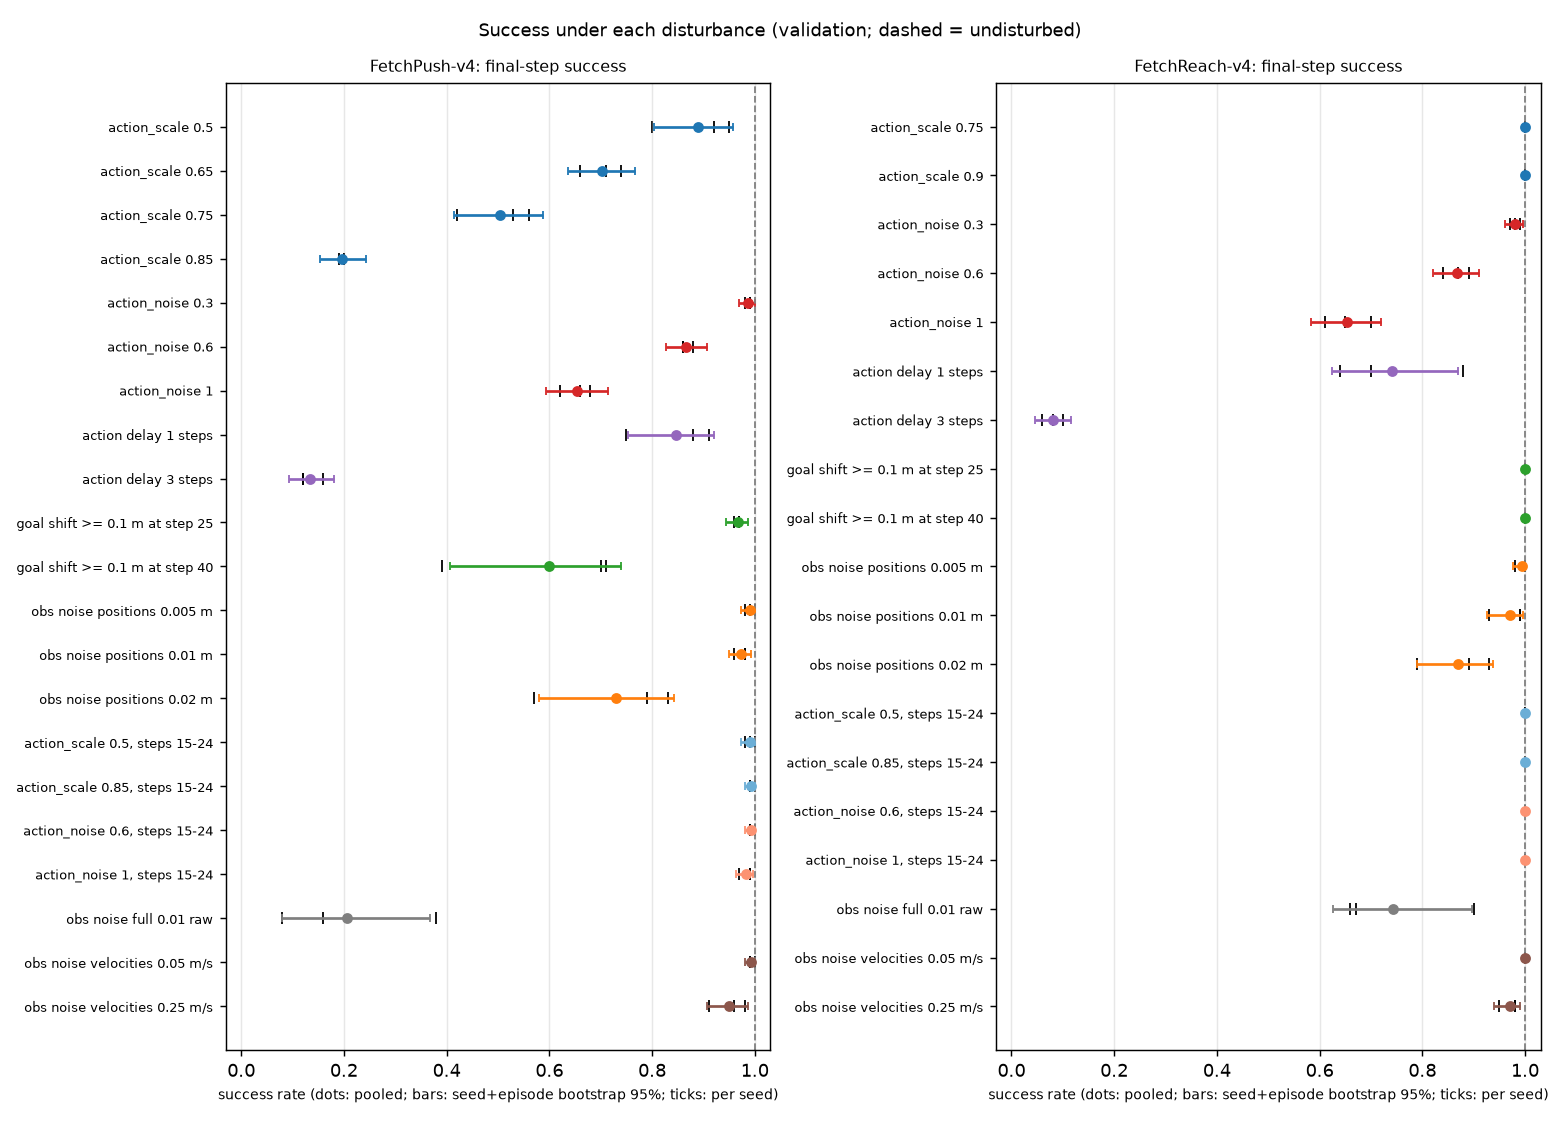 Success under each disturbance (validation; dashed = undisturbed)
FetchPush-v4: final-step success
action_scale 0.5
action_scale 0.65
action_scale 0.75
action_scale 0.85
action_noise 0.3
action_noise 0.6
action_noise 1
action delay 1 steps
action delay 3 steps
goal shift >= 0.1 m at step 25
goal shift >= 0.1 m at step 40
obs noise positions 0.005 m
obs noise positions 0.01 m
obs noise positions 0.02 m
action_scale 0.5, steps 15-24
action_scale 0.85, steps 15-24
action_noise 0.6, steps 15-24
action_noise 1, steps 15-24
obs noise full 0.01 raw
obs noise velocities 0.05 m/s
obs noise velocities 0.25 m/s
0.0 0.2 0.4 0.6 0.8 1.0
success rate (dots: pooled; bars: seed+episode bootstrap 95%; ticks: per seed)
FetchReach-v4: final-step success
action_scale 0.75
action_scale 0.9
action_noise 0.3
action_noise 0.6
action_noise 1
action delay 1 steps
action delay 3 steps
goal shift >= 0.1 m at step 25
goal shift >= 0.1 m at step 40
obs noise positions 0.005 m
obs noise positions 0.01 m
obs noise positions 0.02 m
action_scale 0.5, steps 15-24
action_scale 0.85, steps 15-24
action_noise 0.6, steps 15-24
action_noise 1, steps 15-24
obs noise full 0.01 raw
obs noise velocities 0.05 m/s
obs noise velocities 0.25 m/s
0.0 0.2 0.4 0.6 0.8 1.0
success rate (dots: pooled; bars: seed+episode bootstrap 95%; ticks: per seed)